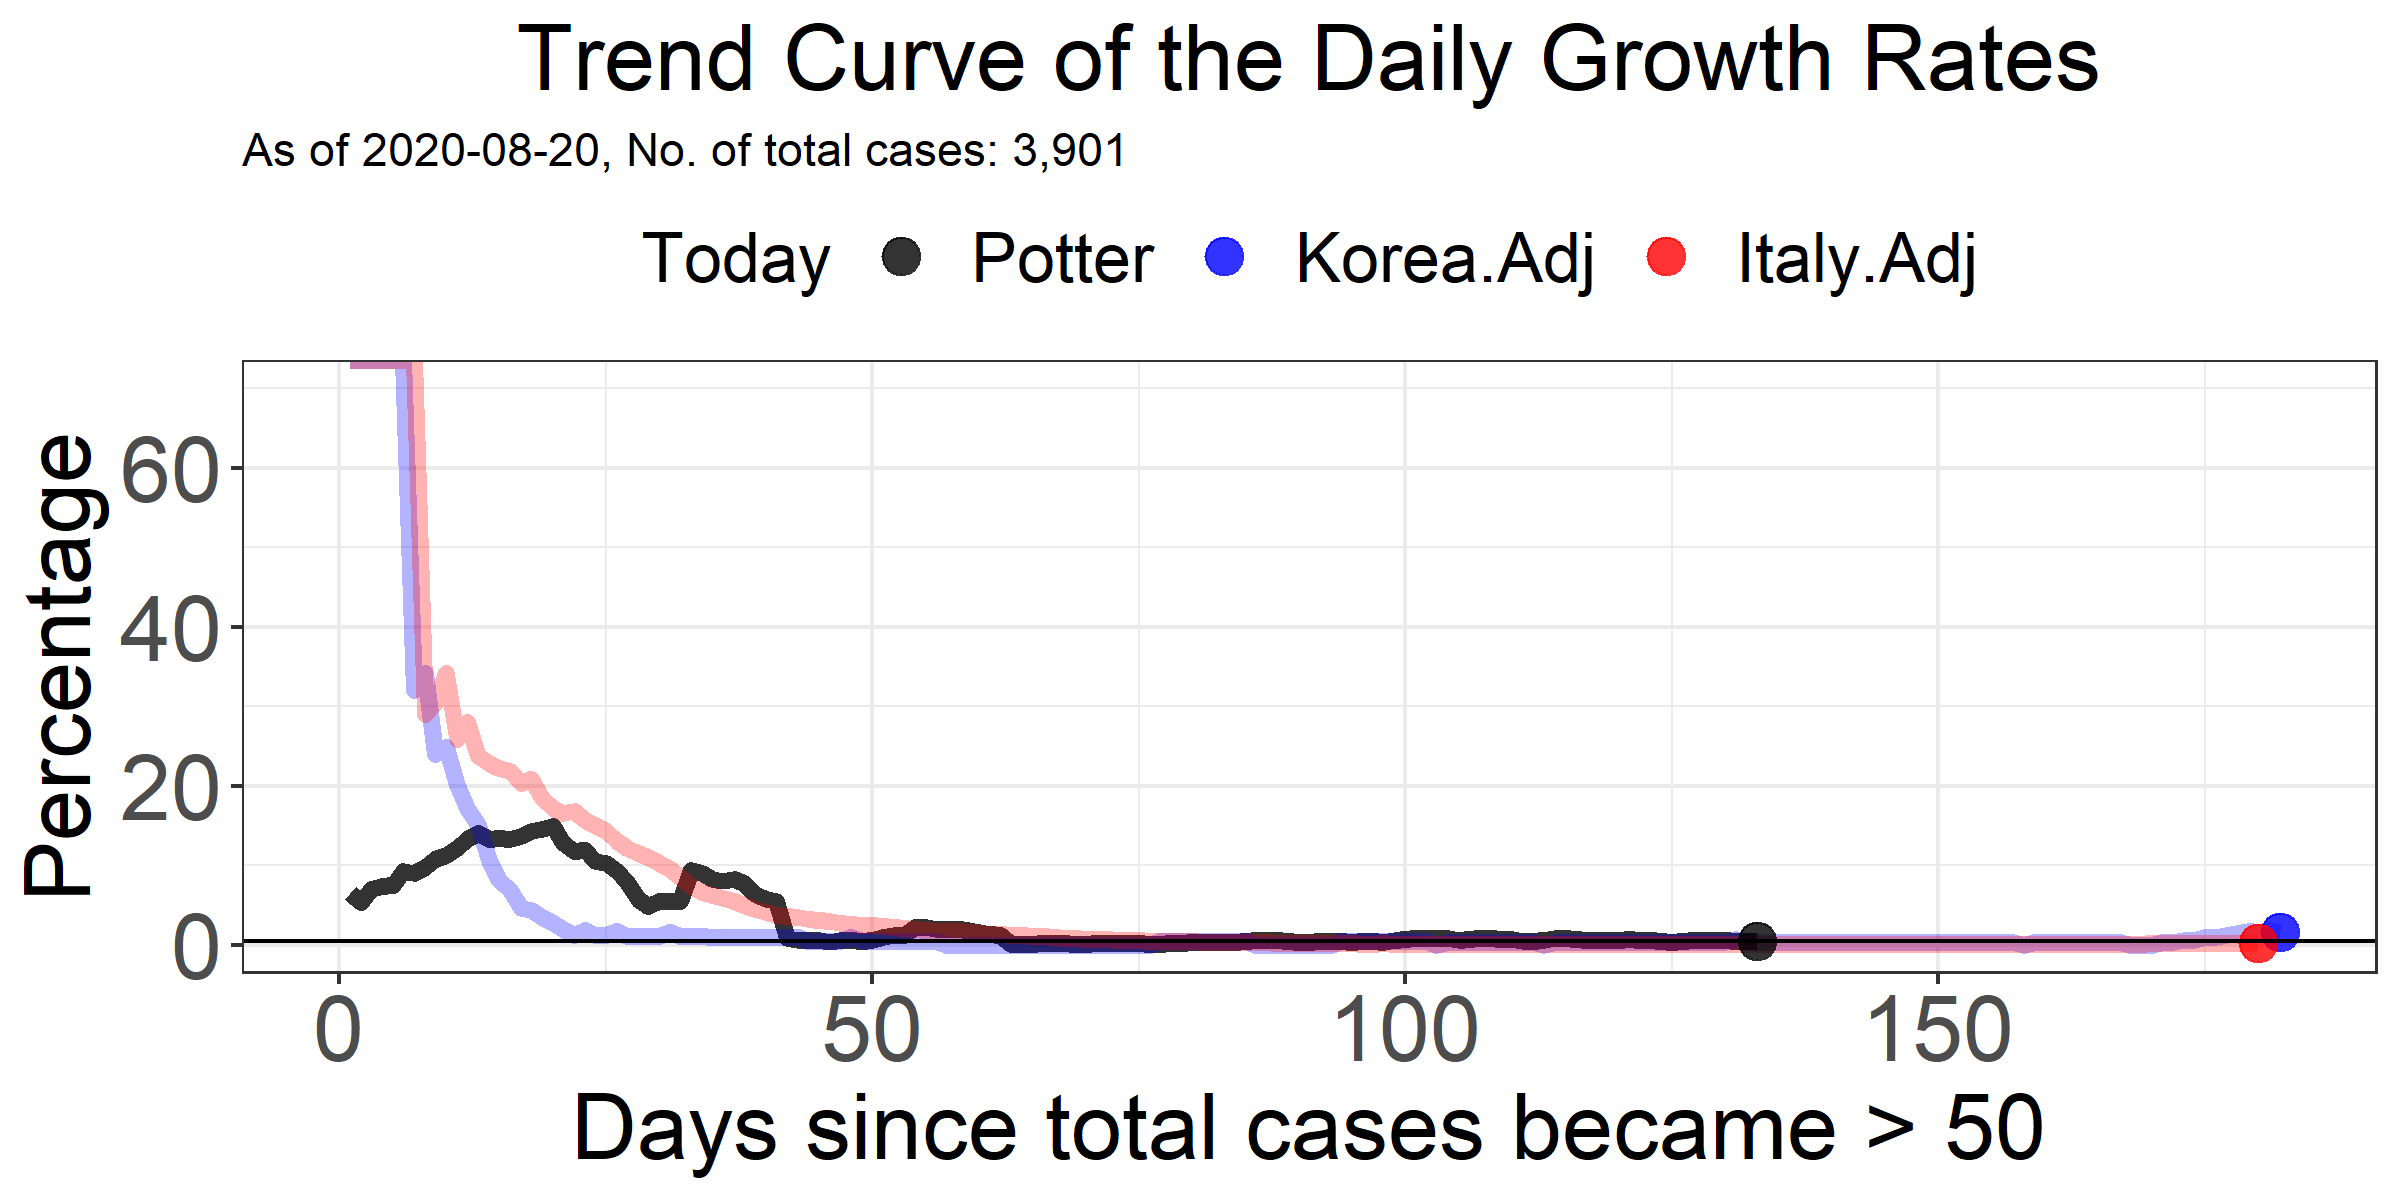 Trend Curve of the Daily Growth Rates
As of 2020-08-20, No. of total cases: 3,901
Today Potter Korea.Adj Italy.Adj
Percentage
60
40
20
0
0 50 100 150
Days since total cases became > 50